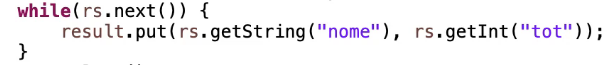 while(rs.next()) {
result.put(rs.getString("nome"), rs.getInt("tot"));
}